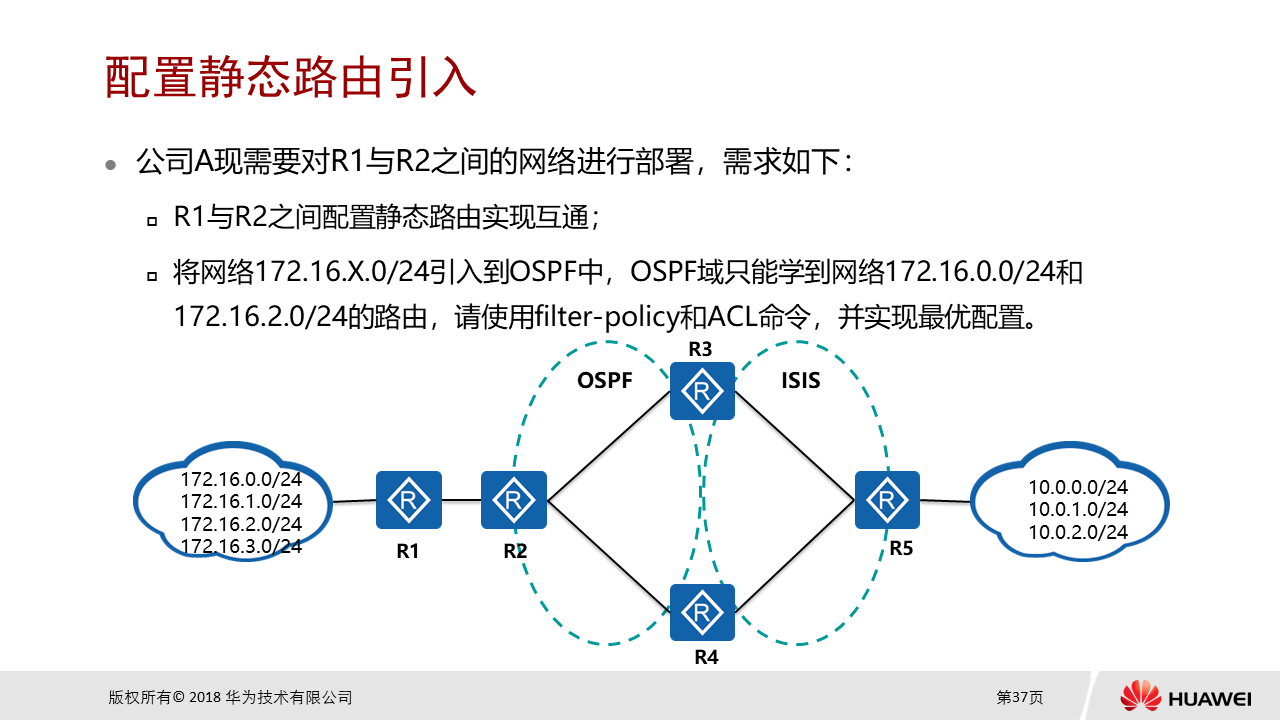 配置静态路由引入
公司A现需要对R1与R2之间的网络进行部署，需求如下：
R1与R2之间配置静态路由实现互通；
将网络172.16.X.0/24引入到OSPF中，OSPF域只能学到网络172.16.0.0/24和
172.16.2.0/24的路由，请使用filter-policy和ACL命令，并实现最优配置。
R3
OSPF
ISIS
R
172.16.0.0/24
172.16.1.0/24
172.16.2.0/24
172.16.3.0/24
R
R1
R
R2
R
R5
10.0.0.0/24
10.0.1.0/24
10.0.2.0/24
R
R4
版权所有© 2018 华为技术有限公司
第37页
HUAWEI